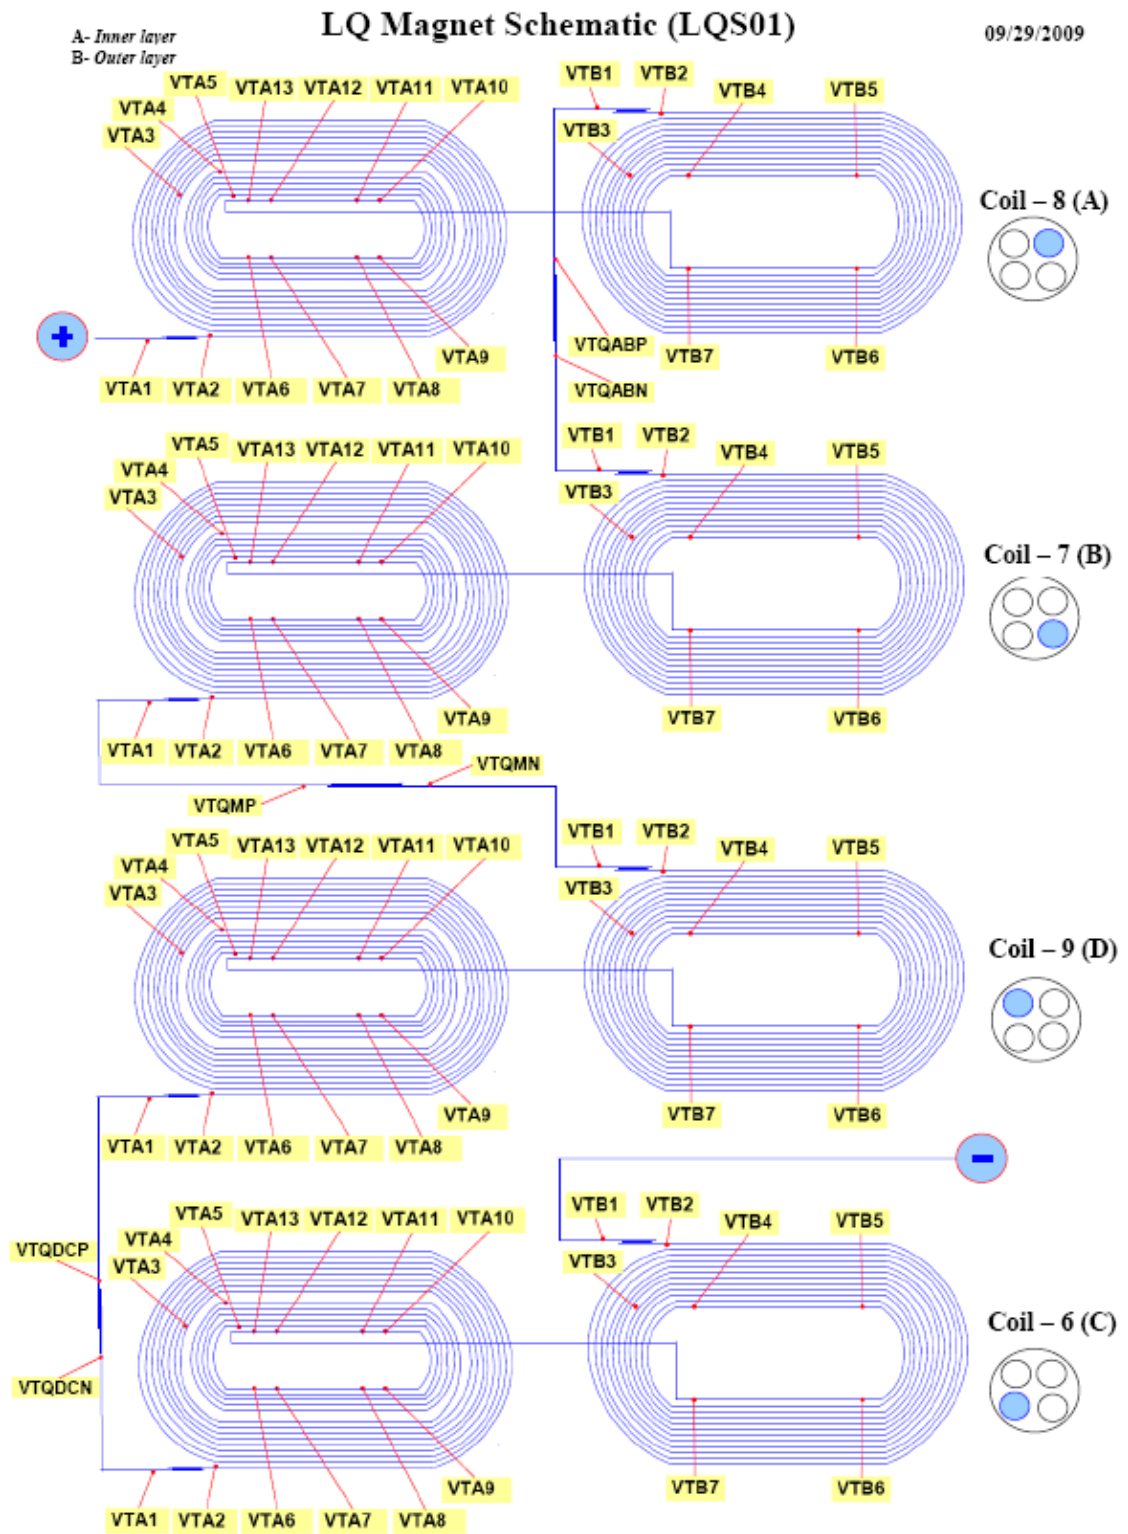 LQ Magnet Schematic (LQS01)
09/29/2009
A- Inner layer
B- Outer layer
VTA5 VTA13 VTA12 VTA11 VTA10
VTA4
VTA3
VTB1 VTB2 VTB4 VTB5
VTB3
Coil – 8 (A)
+
VTA1 VTA2 VTA6 VTA7 VTA8 VTA9
VTQABP
VTQABN
VTB7 VTB6
VTA5 VTA13 VTA12 VTA11 VTA10
VTA4
VTA3
VTB1 VTB2 VTB4 VTB5
VTB3
Coil – 7 (B)
VTA1 VTA2 VTA6 VTA7 VTA8 VTA9
VTB7 VTB6
VTQMN
VTQMP
VTA5 VTA13 VTA12 VTA11 VTA10
VTA4
VTA3
VTB1 VTB2 VTB4 VTB5
VTB3
Coil – 9 (D)
VTA1 VTA2 VTA6 VTA7 VTA8 VTA9
VTB7 VTB6
-
VTA5 VTA13 VTA12 VTA11 VTA10
VTQDCP VTA4
VTA3
VTB1 VTB2 VTB4 VTB5
VTB3
Coil – 6 (C)
VTQDCN
VTA1 VTA2 VTA6 VTA7 VTA8 VTA9
VTB7 VTB6